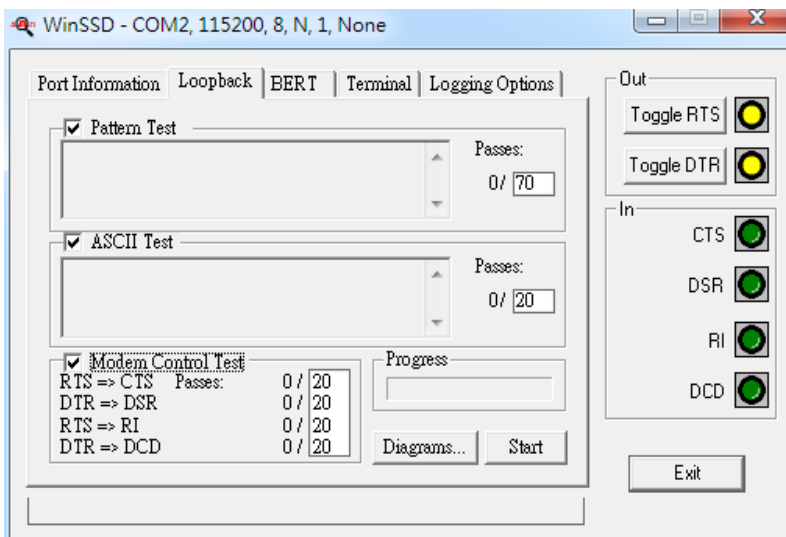 WinSSD - COM2, 115200, 8, N, 1, None
Port Information Loopback BERT Terminal Logging Options
Pattern Test
Passes:
0/ 70
ASCII Test
Passes:
0/ 20
Modem Control Test
RTS => CTS Passes: 0 / 20
DTR => DSR 0 / 20
RTS => RI 0 / 20
DTR => DCD 0 / 20
Progress
Diagrams... Start
Out
Toggle RTS
Toggle DTR
In
CTS
DSR
RI
DCD
Exit